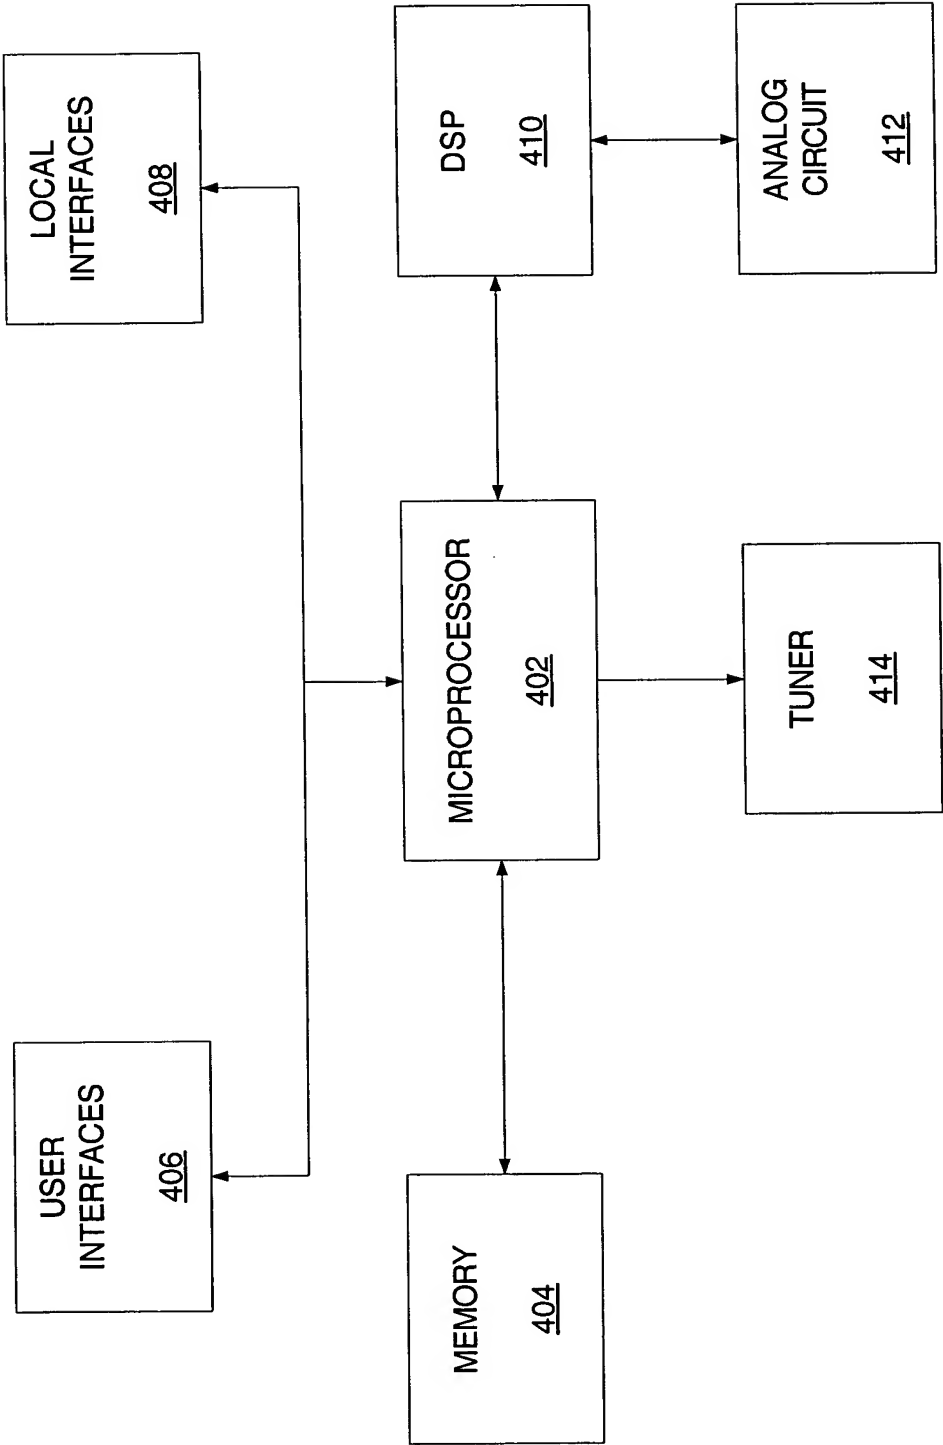 USER
INTERFACES
406
LOCAL
INTERFACES
408
MEMORY
404
MICROPROCESSOR
402
DSP
410
TUNER
414
ANALOG
CIRCUIT
412